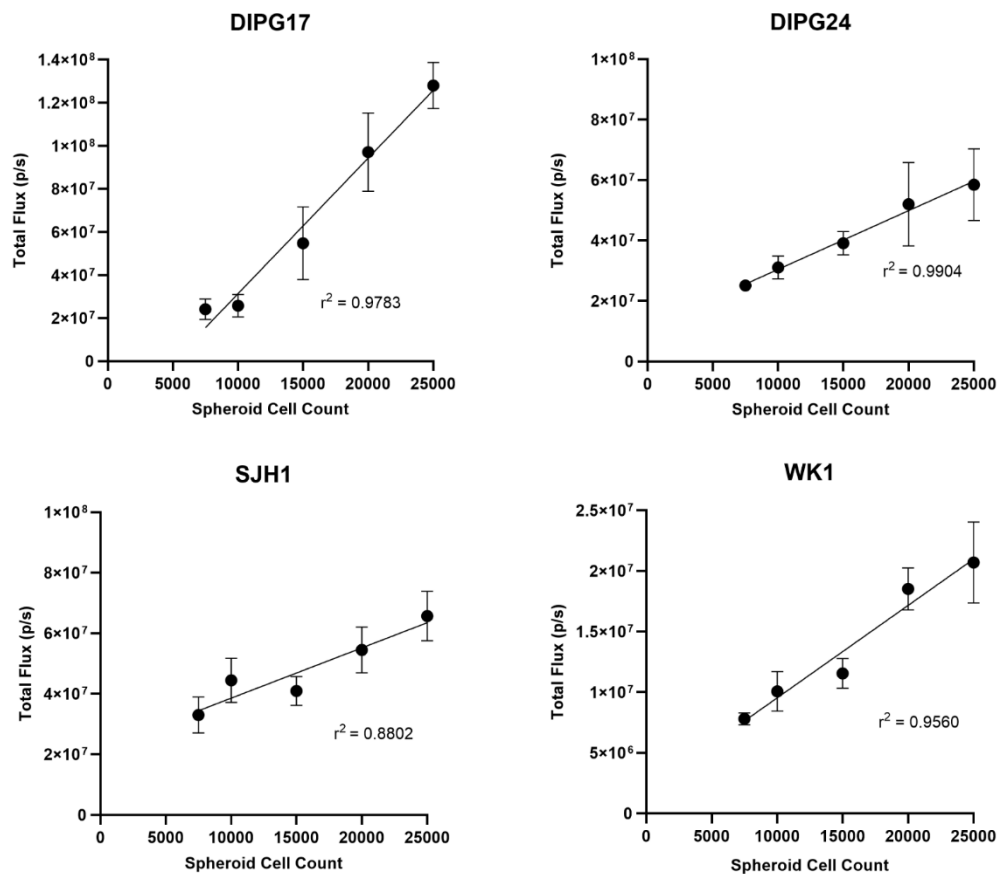 DIPG17
1.4×10⁸
1.2×10⁸
1×10⁸
8×10⁷
6×10⁷
4×10⁷
2×10⁷
0
Total Flux (p/s)
r² = 0.9783
0 5000 10000 15000 20000 25000
Spheroid Cell Count
DIPG24
1×10⁸
8×10⁷
6×10⁷
4×10⁷
2×10⁷
0
Total Flux (p/s)
r² = 0.9904
0 5000 10000 15000 20000 25000
Spheroid Cell Count
SJH1
1×10⁸
8×10⁷
6×10⁷
4×10⁷
2×10⁷
0
Total Flux (p/s)
r² = 0.8802
0 5000 10000 15000 20000 25000
Spheroid Cell Count
WK1
2.5×10⁷
2×10⁷
1.5×10⁷
1×10⁷
5×10⁶
0
Total Flux (p/s)
r² = 0.9560
0 5000 10000 15000 20000 25000
Spheroid Cell Count